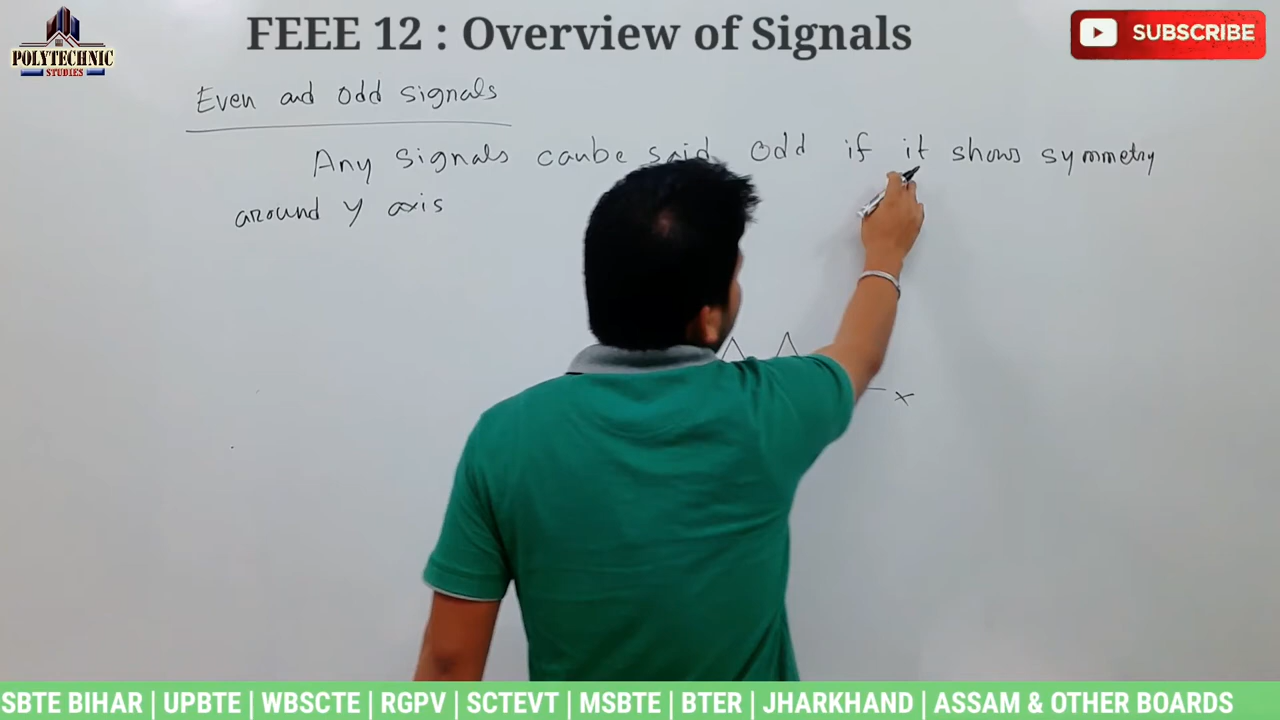 FEEE 12 : Overview of Signals
SUBSCRIBE
POLYTECHNIC
STUDIES
Even and Odd signals
Any signals canbe said Odd if it shows symmetry
around y axis
x
SBTE BIHAR | UPBTE | WBSCTE | RGPV | SCTEVT | MSBTE | BTER | JHARKHAND | ASSAM & OTHER BOARDS